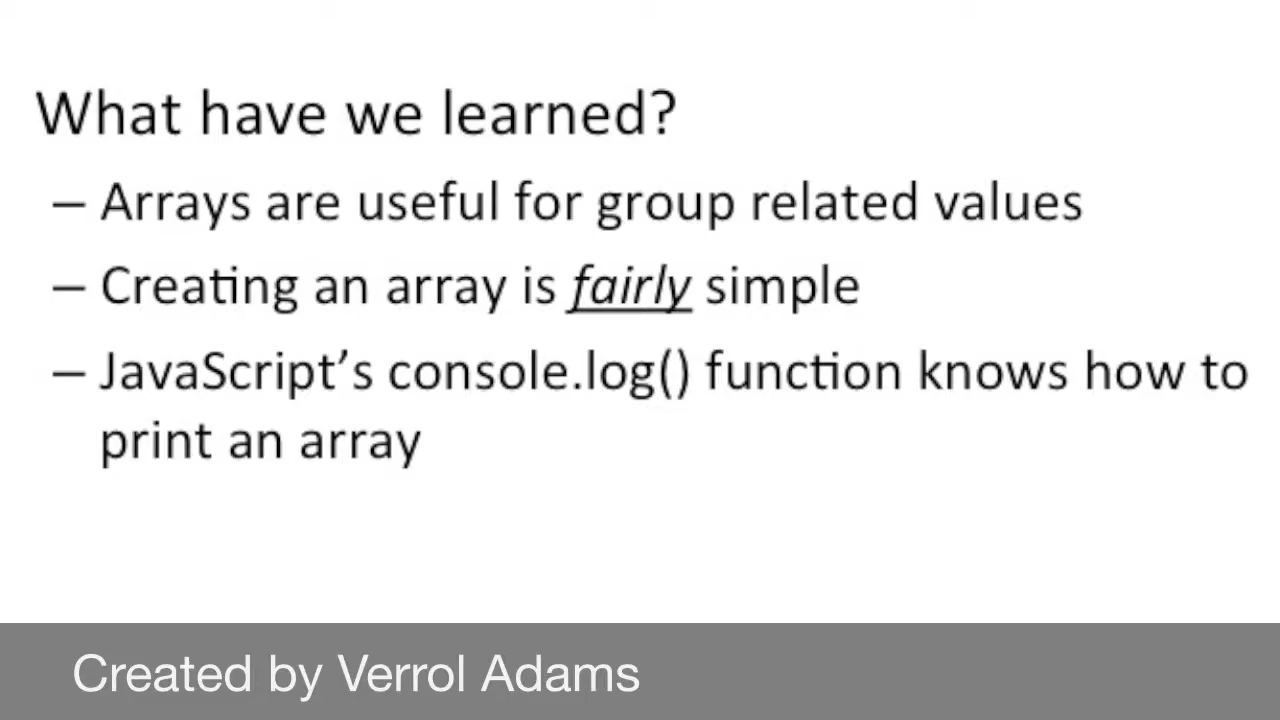 What have we learned?
– Arrays are useful for group related values
– Creating an array is fairly simple
– JavaScript’s console.log() function knows how to
print an array
Created by Verrol Adams